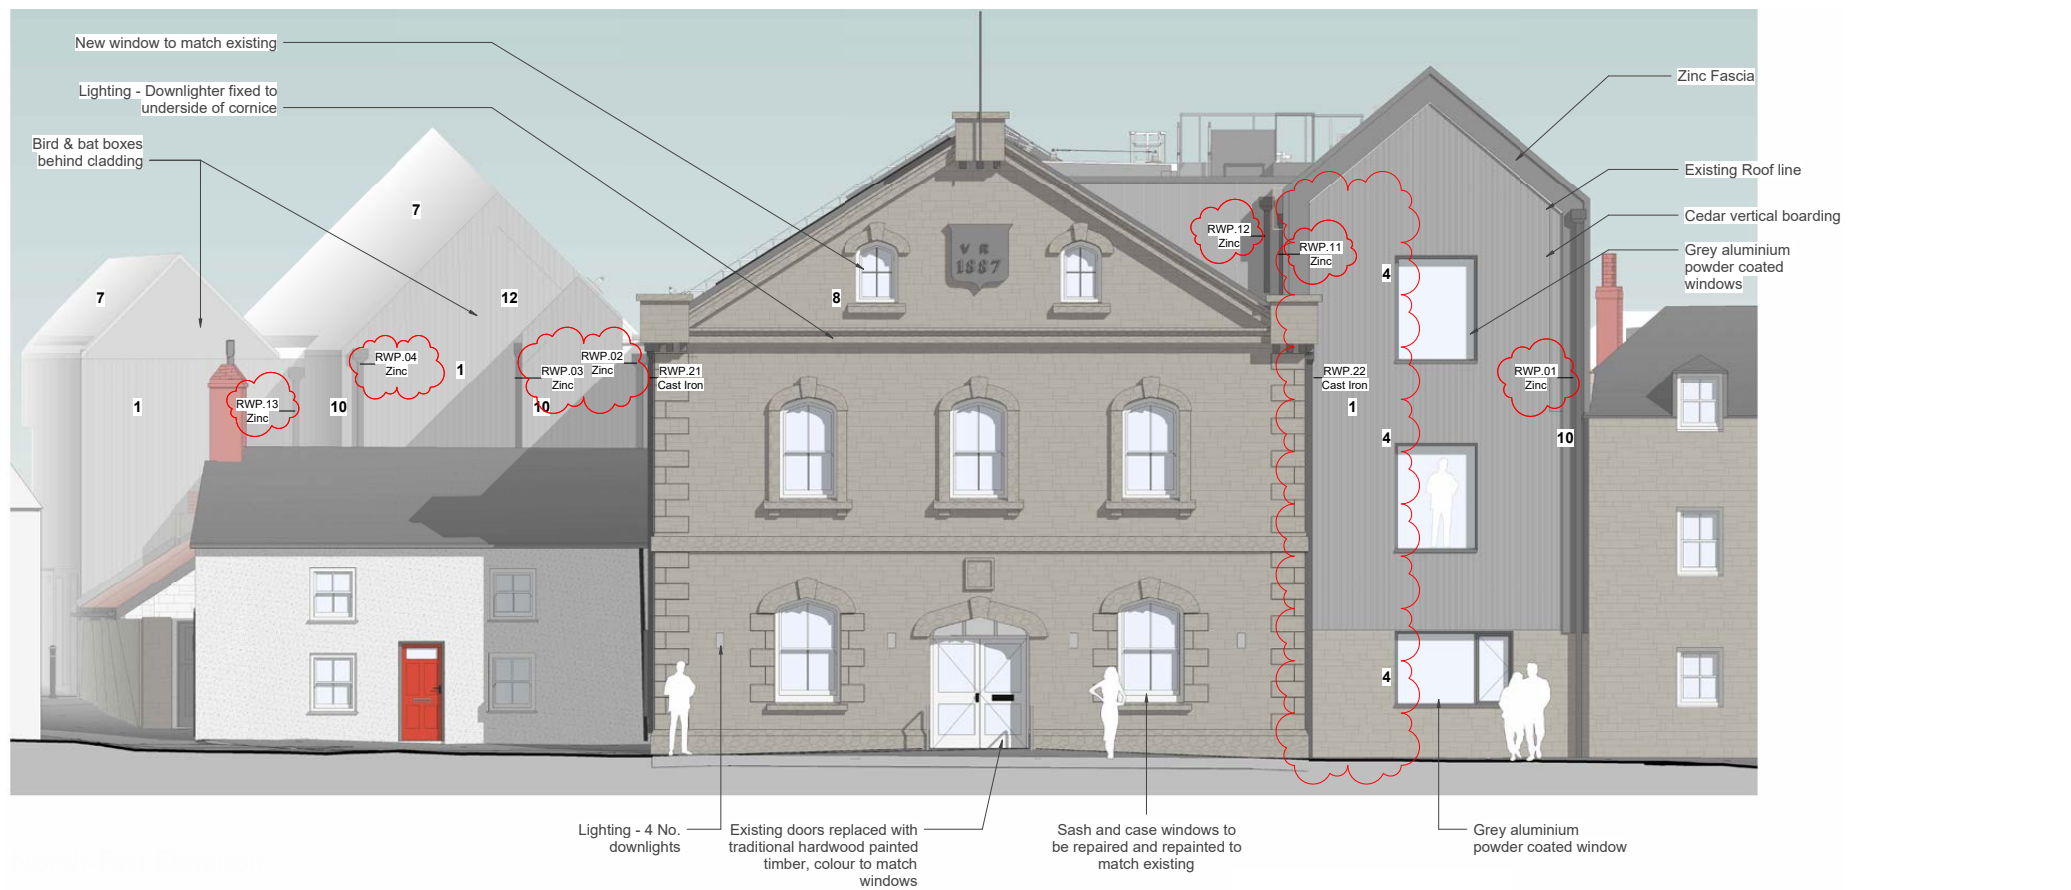 New window to match existing
Lighting - Downlighter fixed to
underside of cornice
Bird & bat boxes
behind cladding
Zinc Fascia
Existing Roof line
Cedar vertical boarding
Grey aluminium
powder coated
windows
7
7
12
8
V R
1887
RWP.12
Zinc
RWP.11
Zinc
4
RWP.04
Zinc
1
RWP.03
Zinc
RWP.02
Zinc
RWP.21
Cast Iron
RWP.22
Cast Iron
RWP.01
Zinc
1
RWP.13
Zinc
10
10
1
4
10
4
Lighting - 4 No.
downlights
Existing doors replaced with
traditional hardwood painted
timber, colour to match
windows
Sash and case windows to
be repaired and repainted to
match existing
Grey aluminium
powder coated window